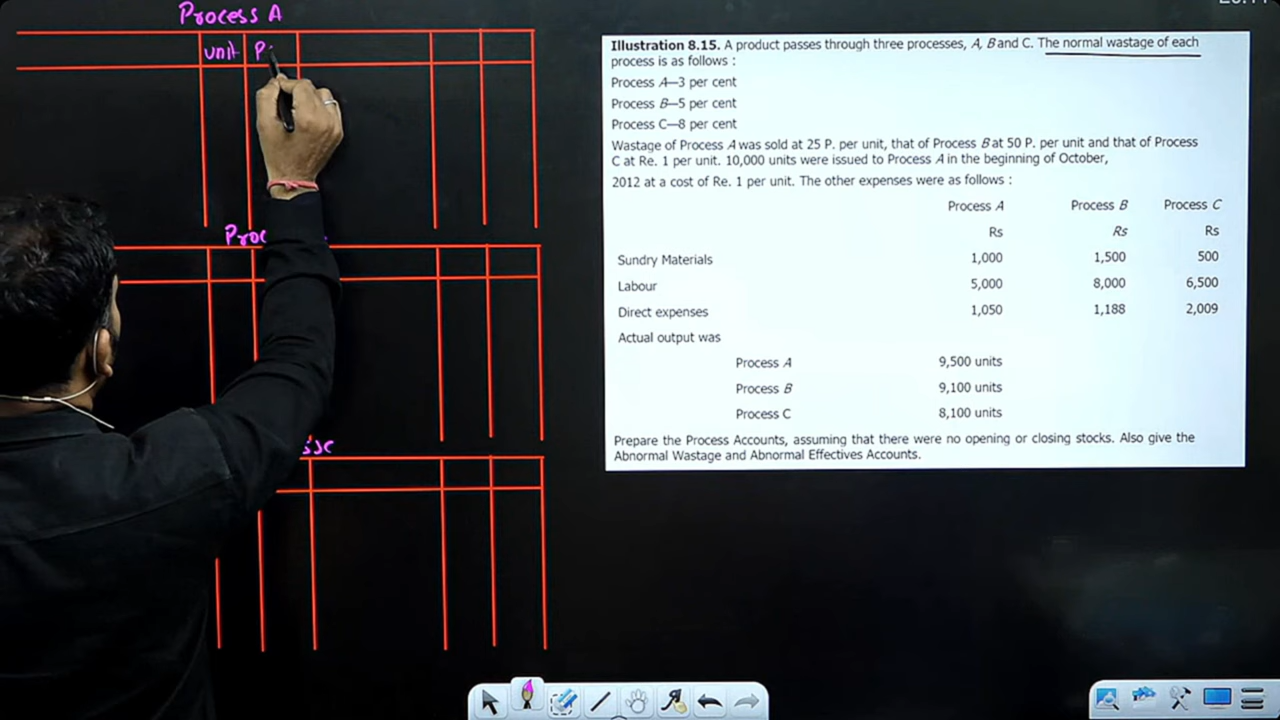 Process A
unit P
Illustration 8.15. A product passes through three processes, A, B and C. The normal wastage of each
process is as follows :
Process A—3 per cent
Process B—5 per cent
Process C—8 per cent
Wastage of Process A was sold at 25 P. per unit, that of Process B at 50 P. per unit and that of Process
C at Re. 1 per unit. 10,000 units were issued to Process A in the beginning of October,
2012 at a cost of Re. 1 per unit. The other expenses were as follows :
Process A Process B Process C
Rs Rs Rs
Sundry Materials 1,000 1,500 500
Labour 5,000 8,000 6,500
Direct expenses 1,050 1,188 2,009
Actual output was
Process A 9,500 units
Process B 9,100 units
Process C 8,100 units
Prepare the Process Accounts, assuming that there were no opening or closing stocks. Also give the
Abnormal Wastage and Abnormal Effectives Accounts.